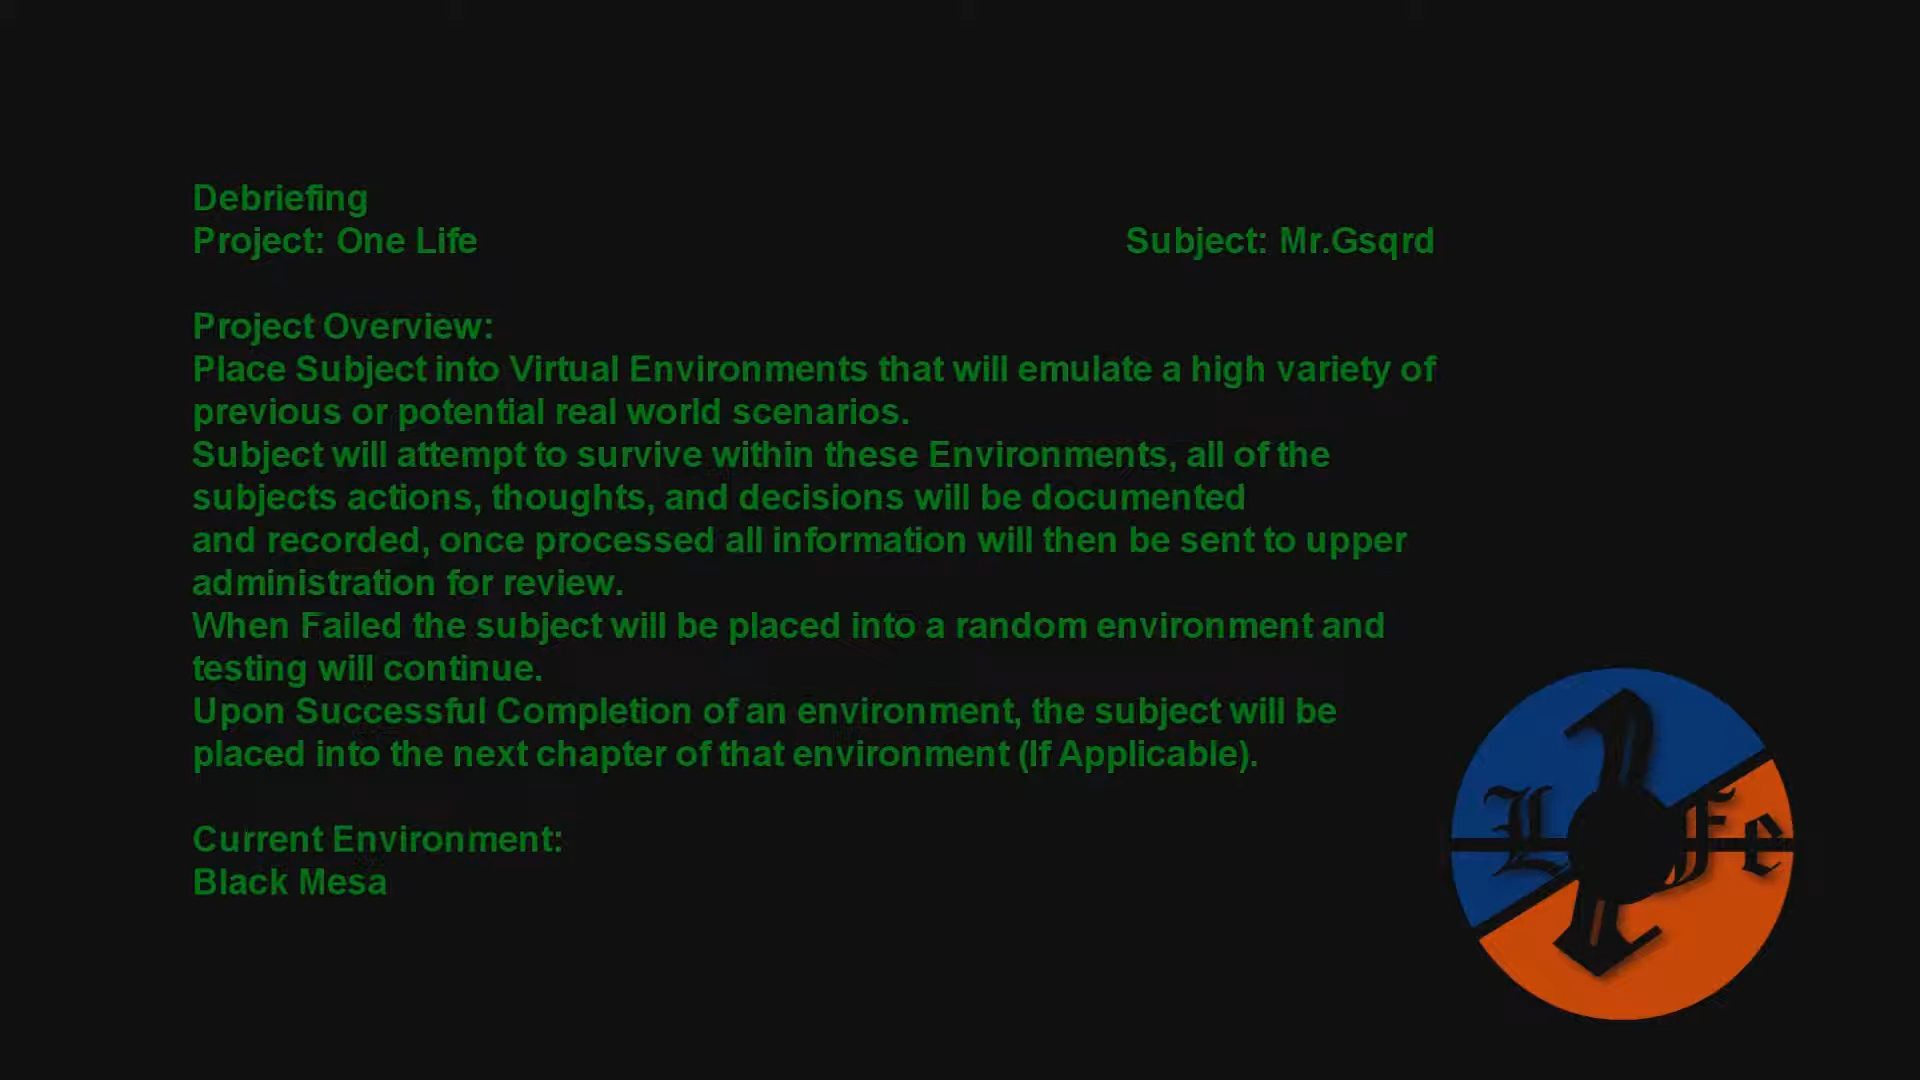 Debriefing
Project: One Life Subject: Mr.Gsqrd
Project Overview:
Place Subject into Virtual Environments that will emulate a high variety of
previous or potential real world scenarios.
Subject will attempt to survive within these Environments, all of the
subjects actions, thoughts, and decisions will be documented
and recorded, once processed all information will then be sent to upper
administration for review.
When Failed the subject will be placed into a random environment and
testing will continue.
Upon Successful Completion of an environment, the subject will be
placed into the next chapter of that environment (If Applicable).
Current Environment:
Black Mesa
1
L fe